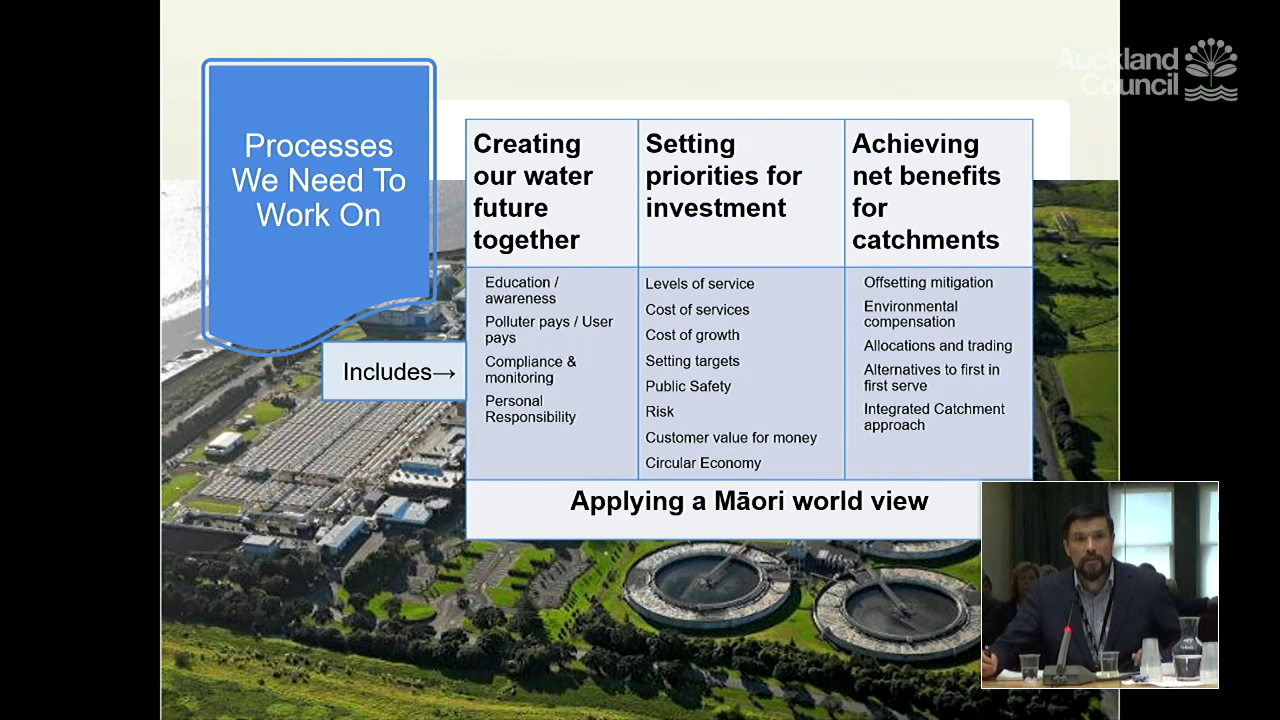 Auckland
Council
Processes
We Need To
Work On
Includes→
Creating
our water
future
together
Education /
awareness
Polluter pays / User
pays
Compliance &
monitoring
Personal
Responsibility
Setting
priorities for
investment
Levels of service
Cost of services
Cost of growth
Setting targets
Public Safety
Risk
Customer value for money
Circular Economy
Achieving
net benefits
for
catchments
Offsetting mitigation
Environmental
compensation
Allocations and trading
Alternatives to first in
first serve
Integrated Catchment
approach
Applying a Māori world view